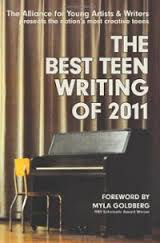 The Alliance for Young Artists & Writers
presents the nation's most creative teens
THE
BEST TEEN
WRITING
OF 2011
FOREWORD BY
MYLA GOLDBERG